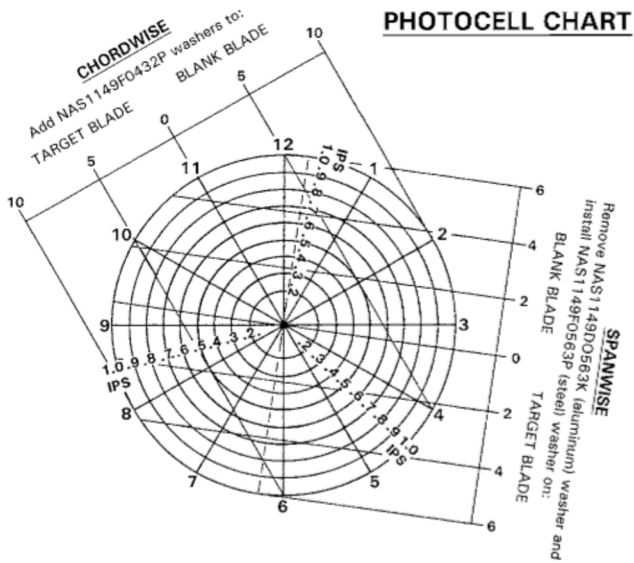 PHOTOCELL CHART
CHORDWISE
Add NAS1149F0432P washers to:
TARGET BLADE BLANK BLADE
10 5 0 5 10
12
1
2
3
4
5
6
7
8
9
10
11
IPS
1.0 .9 .8 .6 .5 .4 .3 .2
1.0 .9 .8 .7 .6 .5 .4 .3 .2
IPS
.2 .3 .4 .5 .6 .7 .8 .9 1.0
IPS
6
4
2
0
2
4
6
SPANWISE
Remove NAS1149DO563K (aluminum) washer and
install NAS1149F0563P (steel) washer on:
BLANK BLADE TARGET BLADE